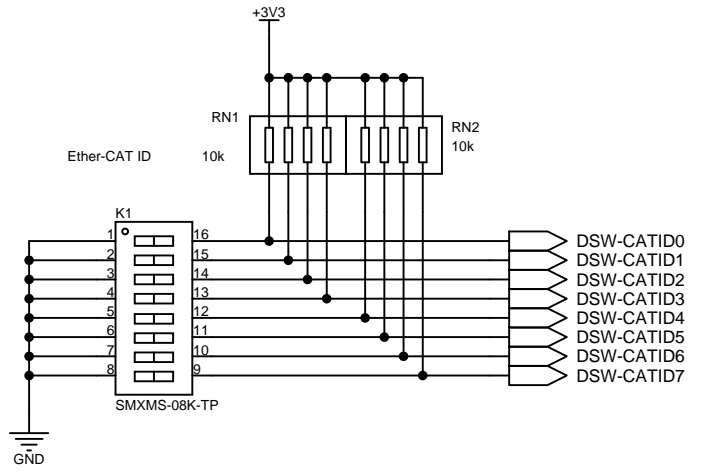 +3V3
RN1
RN2
10k
Ether-CAT ID
10k
K1
1
16
DSW-CATID0
2
15
DSW-CATID1
3
14
DSW-CATID2
4
13
DSW-CATID3
5
12
DSW-CATID4
6
11
DSW-CATID5
7
10
DSW-CATID6
8
9
DSW-CATID7
SMXMS-08K-TP
GND